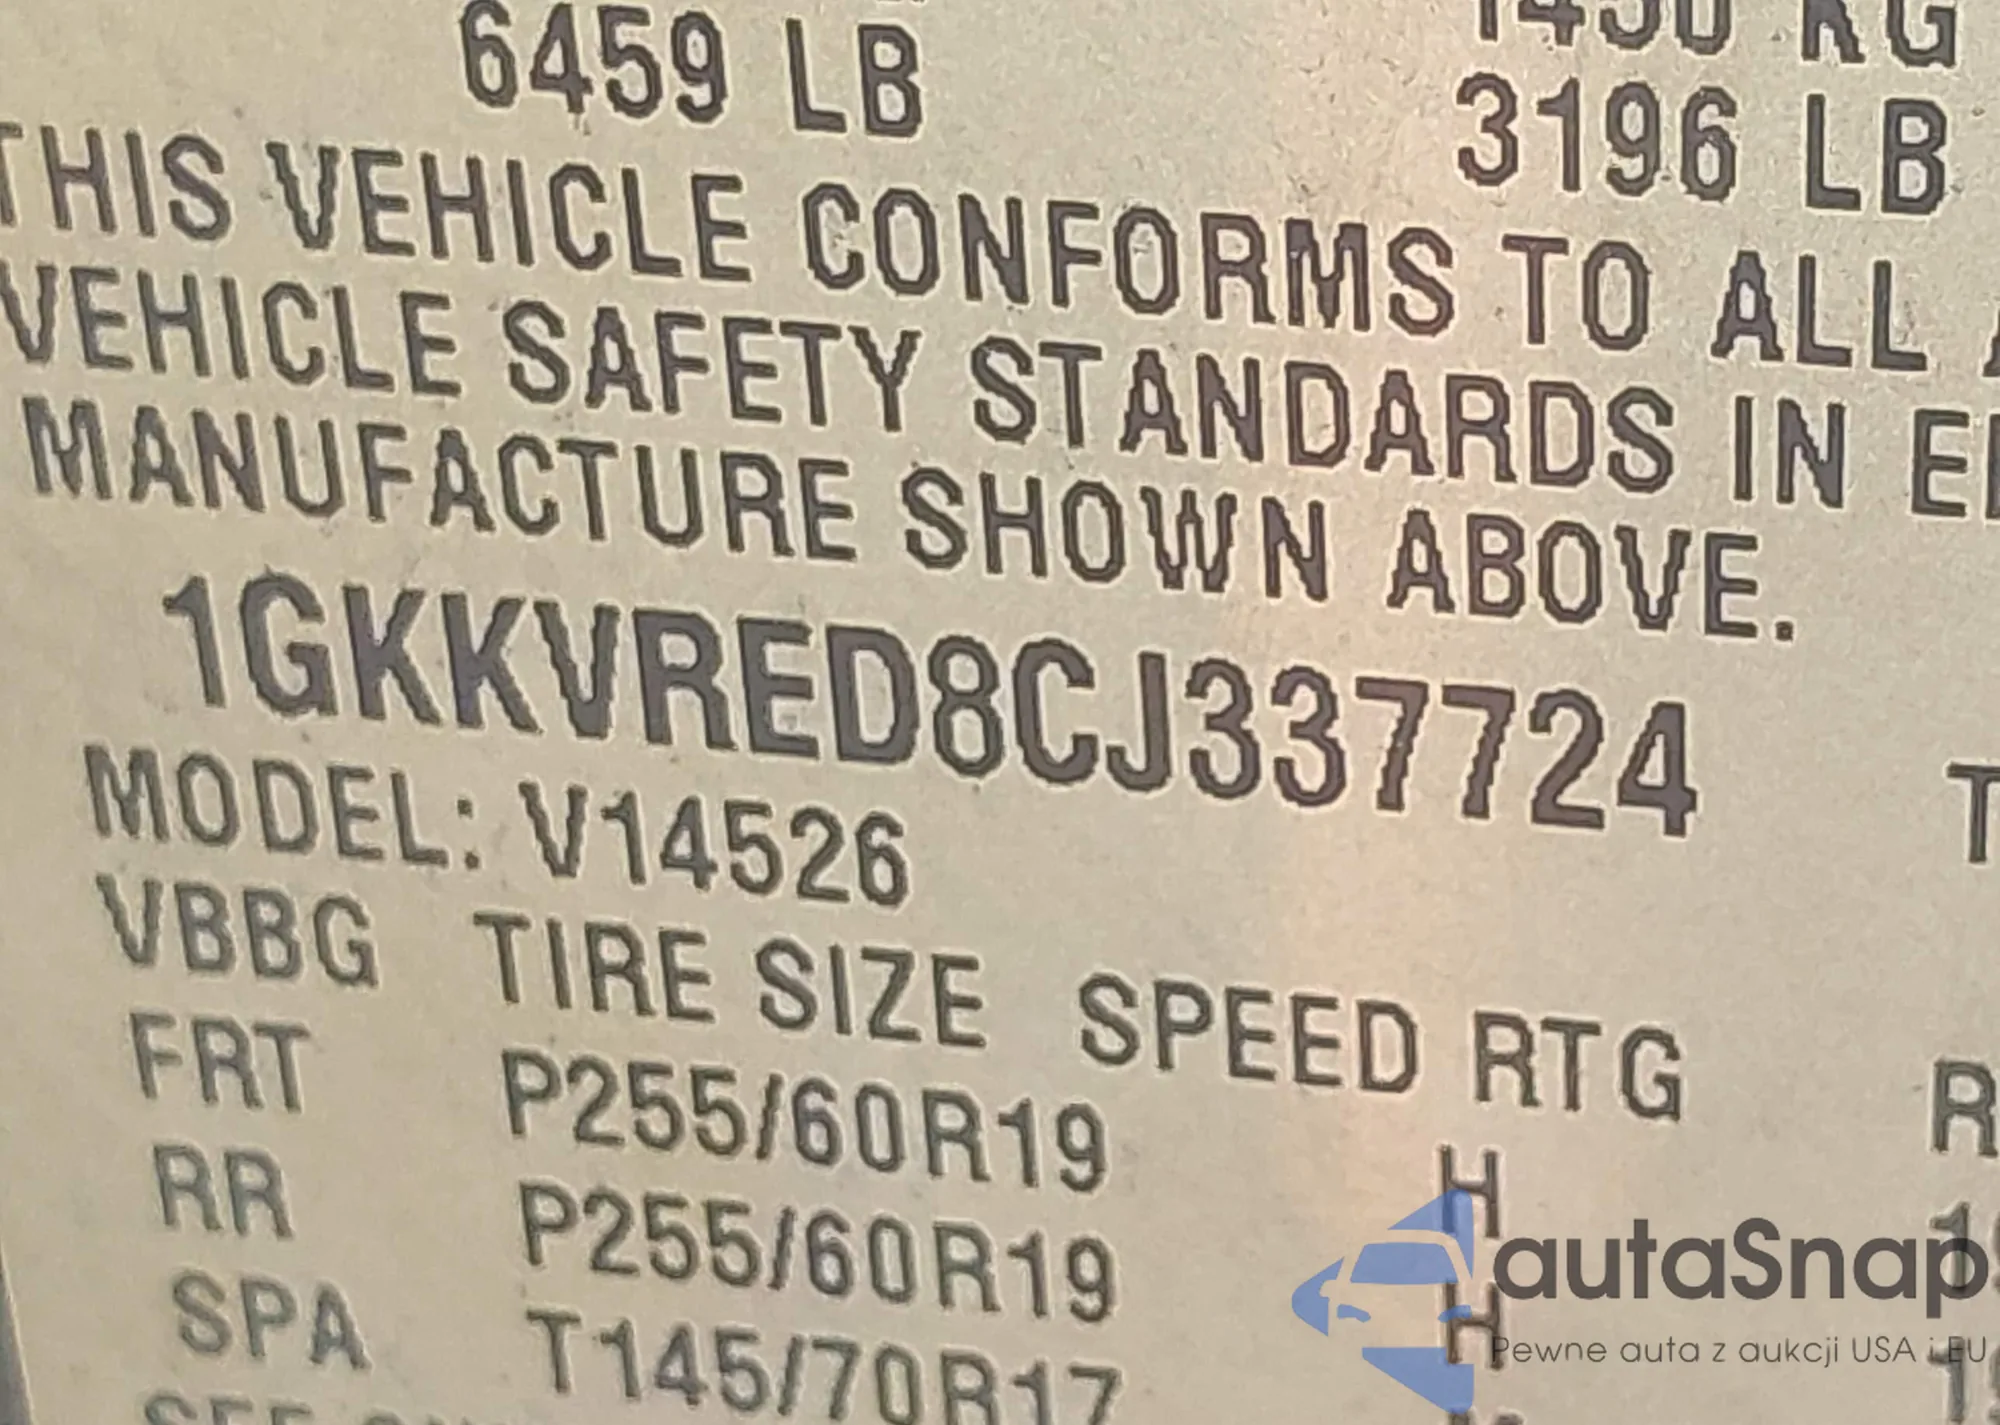 6459 LB 3196 LB
THIS VEHICLE CONFORMS TO ALL
VEHICLE SAFETY STANDARDS IN
MANUFACTURE SHOWN ABOVE.
1GKKVRED8CJ337724
MODEL: V14526
VBBG TIRE SIZE SPEED RTG
FRT P255/60R19 H
RR P255/60R19 H
SPA T145/70R17
autaSnap
Pewne auta z aukcji USA i EU